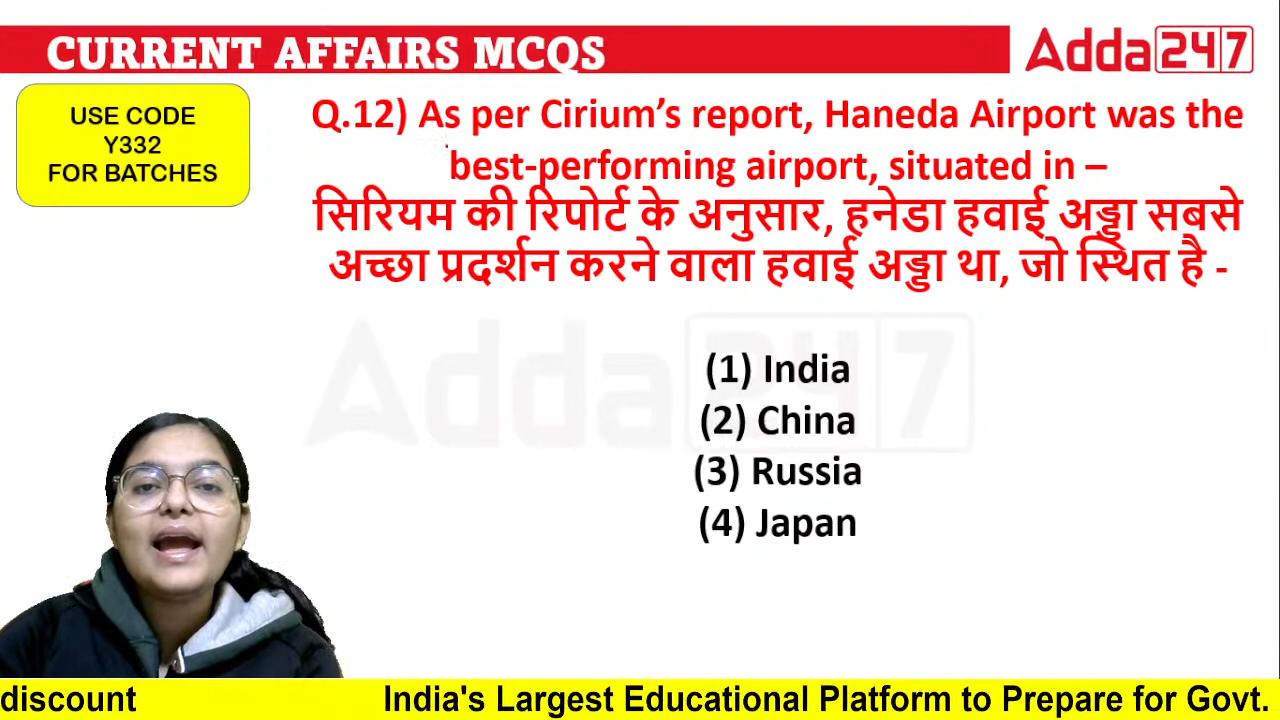 CURRENT AFFAIRS MCQS
Adda247
USE CODE
Y332
FOR BATCHES
Q.12) As per Cirium's report, Haneda Airport was the
best-performing airport, situated in –
सिरियम की रिपोर्ट के अनुसार, हनेडा हवाई अड्डा सबसे
अच्छा प्रदर्शन करने वाला हवाई अड्डा था, जो स्थित है -
Adda247
(1) India
(2) China
(3) Russia
(4) Japan
discount India's Largest Educational Platform to Prepare for Govt.